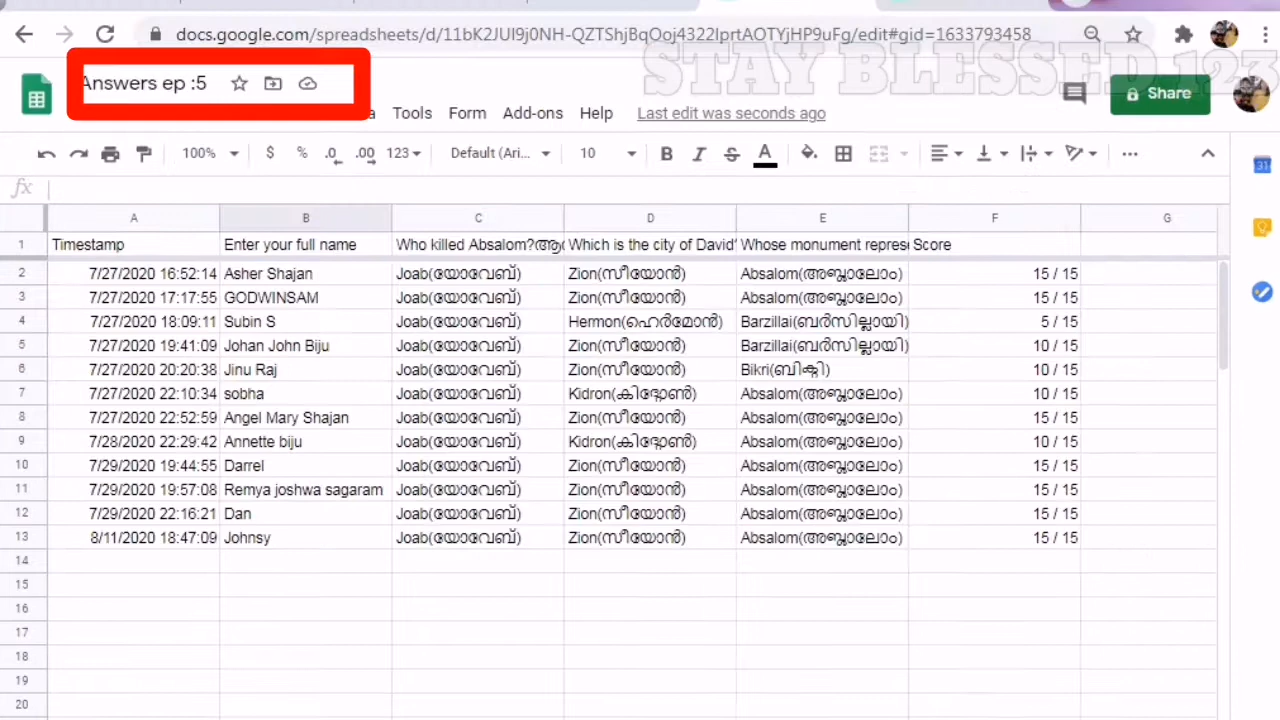 docs.google.com/spreadsheets/d/11bK2JUI9j0NH-QZTShjBqOoj4322IprtAOTYjHP9uFg/edit#gid=1633793458
STAY BLESSED 123
Answers ep :5
Tools Form Add-ons Help Last edit was seconds ago Share
100% $ % .0 .00 123 Default (Ari... 10 B I S A
fx
A B C D E F G
1 Timestamp Enter your full name Who killed Absalom? Which is the city of David' Whose monument repres Score
2 7/27/2020 16:52:14 Asher Shajan Joab(യോവേബ്) Zion(സീയോൻ) Absalom(അബ്ശാലോം) 15 / 15
3 7/27/2020 17:17:55 GODWINSAM Joab(യോവേബ്) Zion(സീയോൻ) Absalom(അബ്ശാലോം) 15 / 15
4 7/27/2020 18:09:11 Subin S Joab(യോവേബ്) Hermon(ഹെർമോൻ) Barzillai(ബർസില്ലായി) 5 / 15
5 7/27/2020 19:41:09 Johan John Biju Joab(യോവേബ്) Zion(സീയോൻ) Barzillai(ബർസില്ലായി) 10 / 15
6 7/27/2020 20:20:38 Jinu Raj Joab(യോവേബ്) Zion(സീയോൻ) Bikri(ബിക്രി) 10 / 15
7 7/27/2020 22:10:34 sobha Joab(യോവേബ്) Kidron(കിദ്രോൺ) Absalom(അബ്ശാലോം) 10 / 15
8 7/27/2020 22:52:59 Angel Mary Shajan Joab(യോവേബ്) Zion(സീയോൻ) Absalom(അബ്ശാലോം) 15 / 15
9 7/28/2020 22:29:42 Annette biju Joab(യോവേബ്) Kidron(കിദ്രോൺ) Absalom(അബ്ശാലോം) 10 / 15
10 7/29/2020 19:44:55 Darrel Joab(യോവേബ്) Zion(സീയോൻ) Absalom(അബ്ശാലോം) 15 / 15
11 7/29/2020 19:57:08 Remya joshwa sagaram Joab(യോവേബ്) Zion(സീയോൻ) Absalom(അബ്ശാലോം) 15 / 15
12 7/29/2020 22:16:21 Dan Joab(യോവേബ്) Zion(സീയോൻ) Absalom(അബ്ശാലോം) 15 / 15
13 8/11/2020 18:47:09 Johnsy Joab(യോവേബ്) Zion(സീയോൻ) Absalom(അബ്ശാലോം) 15 / 15
14
15
16
17
18
19
20
31